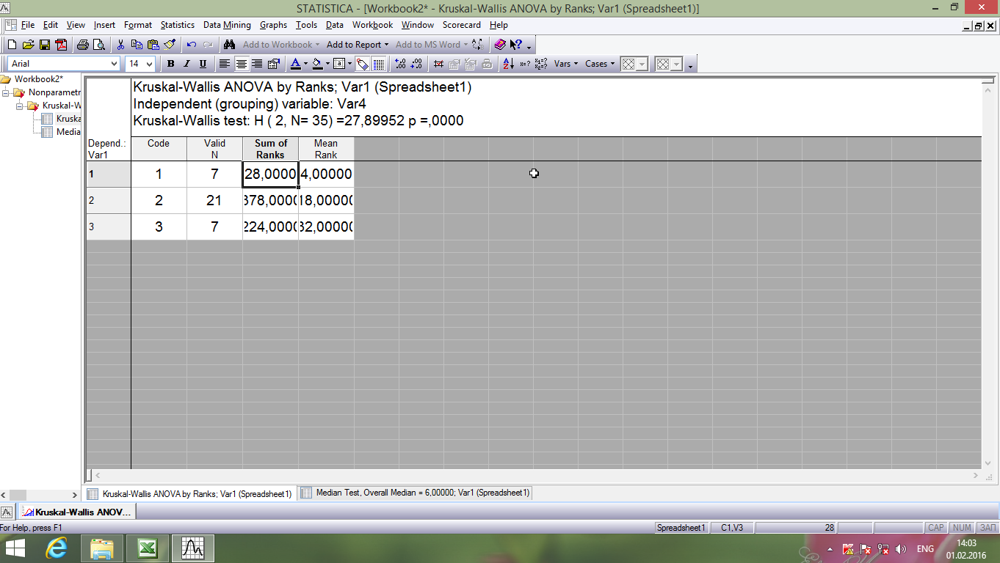 STATISTICA - [Workbook2* - Kruskal-Wallis ANOVA by Ranks; Var1 (Spreadsheet1)]
File Edit View Insert Format Statistics Data Mining Graphs Tools Data Workbook Window Scorecard Help
Add to Workbook Add to Report Add to MS Word
Arial 14 B I U Vars Cases
Workbook2*
Nonparametr
Kruskal-W
Kruska
Media
Kruskal-Wallis ANOVA by Ranks; Var1 (Spreadsheet1)
Independent (grouping) variable: Var4
Kruskal-Wallis test: H ( 2, N= 35) =27,89952 p =,0000
Depend.: Code Valid Sum of Mean
Var1 N Ranks Rank
1 1 7 28,0000 4,00000
2 2 21 378,0000 18,00000
3 3 7 224,0000 32,00000
Kruskal-Wallis ANOVA by Ranks; Var1 (Spreadsheet1) Median Test, Overall Median = 6,00000; Var1 (Spreadsheet1)
Kruskal-Wallis ANOV...
For Help, press F1 Spreadsheet1 C1,V3 28 CAP NUM ЗАП
ENG 14:03
01.02.2016